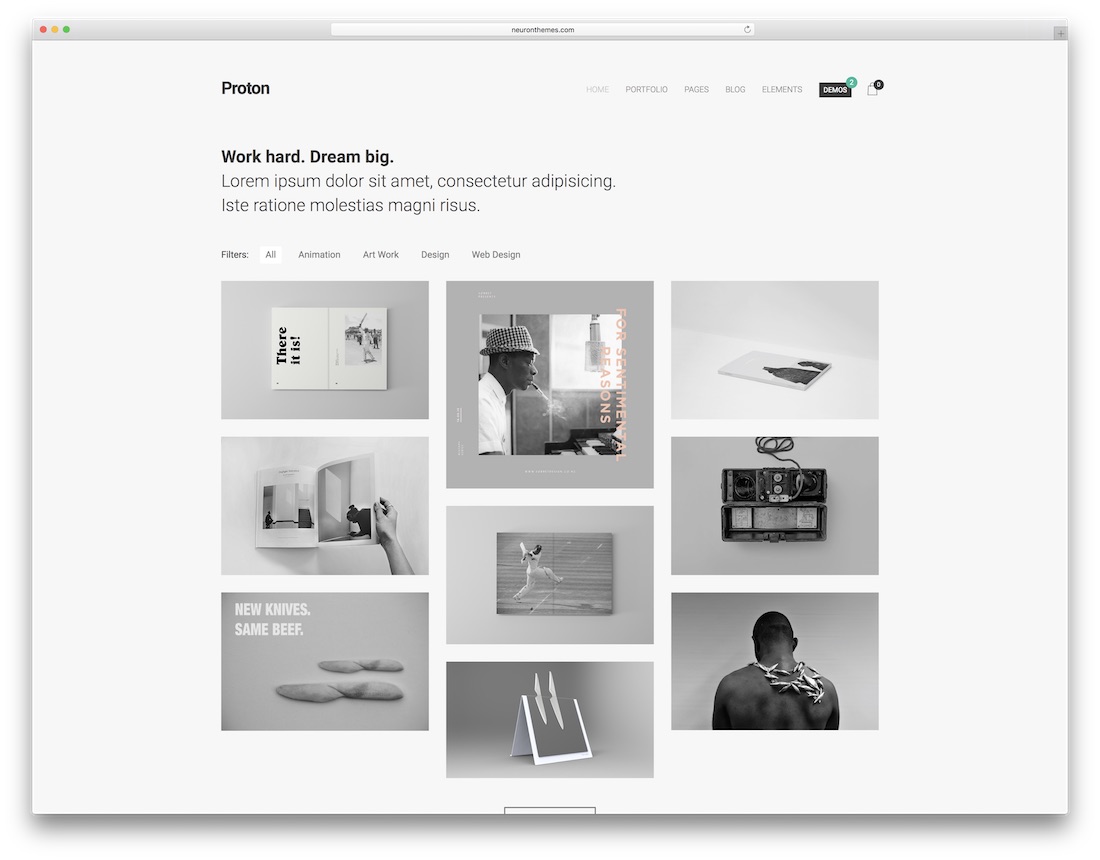 neuronthemes.com
Proton
HOME PORTFOLIO PAGES BLOG ELEMENTS DEMOS 2 0
Work hard. Dream big.
Lorem ipsum dolor sit amet, consectetur adipisicing.
Iste ratione molestias magni risus.
Filters: All Animation Art Work Design Web Design
There
it is!
FOR SENTIMENTAL
REASONS
NEW KNIVES.
SAME BEEF.